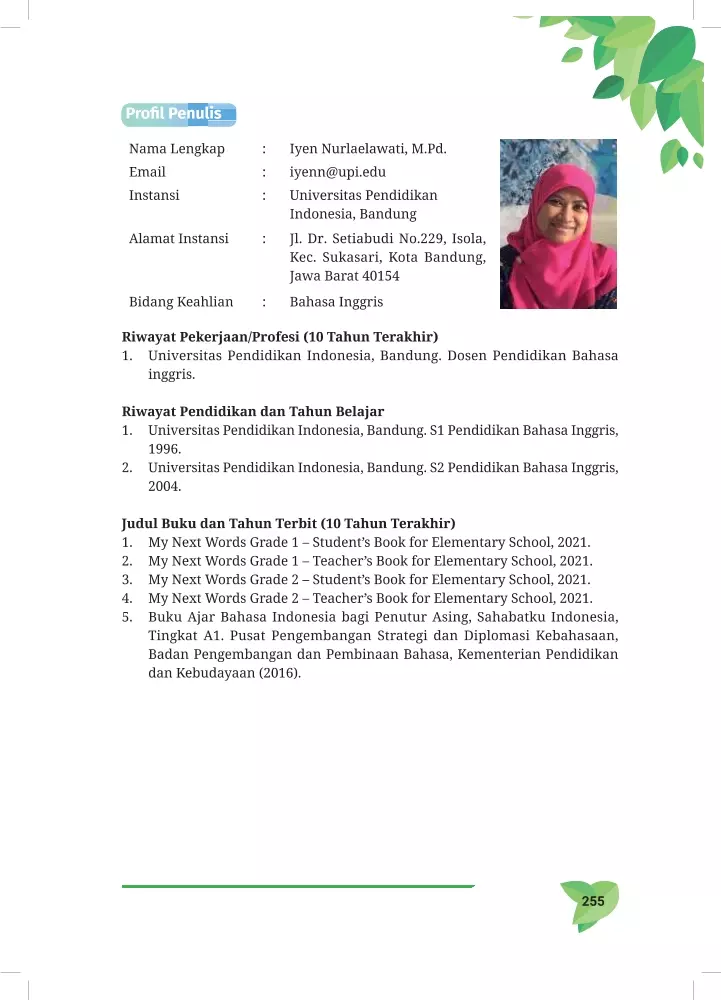 Profil Penulis
Nama Lengkap : Iyen Nurlaelawati, M.Pd.
Email : iyenn@upi.edu
Instansi : Universitas Pendidikan
Indonesia, Bandung
Alamat Instansi : Jl. Dr. Setiabudi No.229, Isola,
Kec. Sukasari, Kota Bandung,
Jawa Barat 40154
Bidang Keahlian : Bahasa Inggris
Riwayat Pekerjaan/Profesi (10 Tahun Terakhir)
1. Universitas Pendidikan Indonesia, Bandung. Dosen Pendidikan Bahasa
inggris.
Riwayat Pendidikan dan Tahun Belajar
1. Universitas Pendidikan Indonesia, Bandung. S1 Pendidikan Bahasa Inggris,
1996.
2. Universitas Pendidikan Indonesia, Bandung. S2 Pendidikan Bahasa Inggris,
2004.
Judul Buku dan Tahun Terbit (10 Tahun Terakhir)
1. My Next Words Grade 1 – Student’s Book for Elementary School, 2021.
2. My Next Words Grade 1 – Teacher’s Book for Elementary School, 2021.
3. My Next Words Grade 2 – Student’s Book for Elementary School, 2021.
4. My Next Words Grade 2 – Teacher’s Book for Elementary School, 2021.
5. Buku Ajar Bahasa Indonesia bagi Penutur Asing, Sahabatku Indonesia,
Tingkat A1. Pusat Pengembangan Strategi dan Diplomasi Kebahasaan,
Badan Pengembangan dan Pembinaan Bahasa, Kementerian Pendidikan
dan Kebudayaan (2016).
255